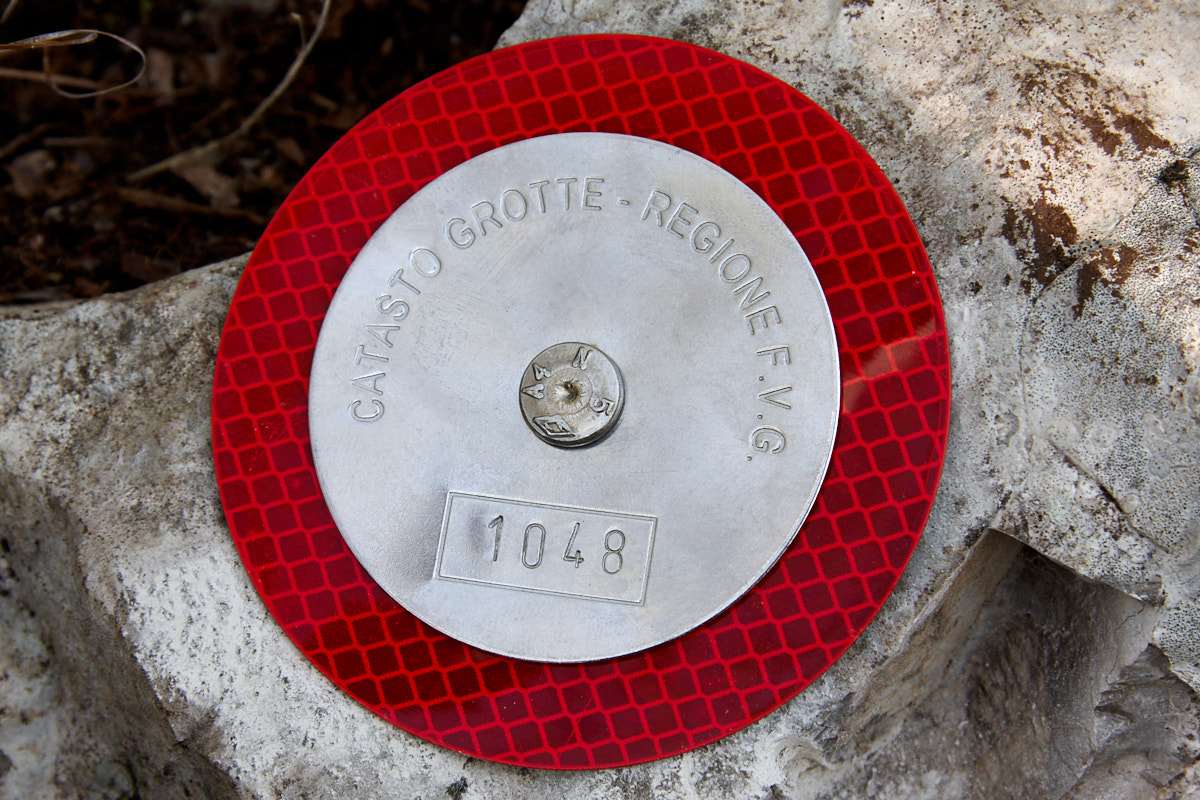 CATASTO GROTTE - REGIONE F.V.G.
1048